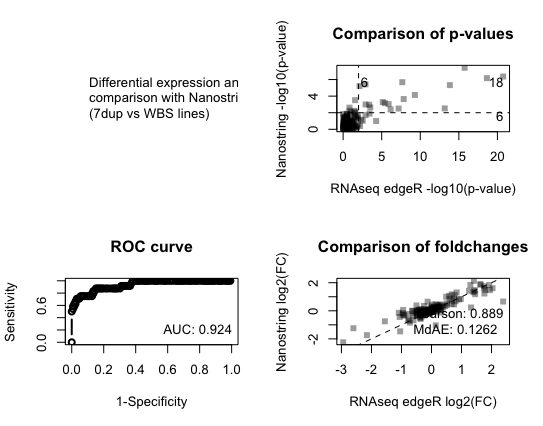 Differential expression an
comparison with Nanostri
(7dup vs WBS lines)
Comparison of p-values
Nanostring -log10(p-value)
0
4
6
18
6
0
5
10
15
20
RNAseq edgeR -log10(p-value)
ROC curve
Sensitivity
0.0
0.6
AUC: 0.924
0.0 0.2 0.4 0.6 0.8 1.0
1-Specificity
Comparison of foldchanges
Nanostring log2(FC)
-2
0
2
Pearson: 0.889
MdAE: 0.1262
-3 -2 -1 0 1 2
RNAseq edgeR log2(FC)